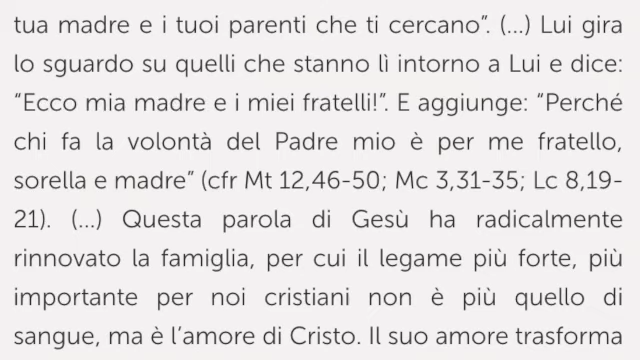 tua madre e i tuoi parenti che ti cercano”. (...) Lui gira
lo sguardo su quelli che stanno lì intorno a Lui e dice:
“Ecco mia madre e i miei fratelli!”. E aggiunge: “Perché
chi fa la volontà del Padre mio è per me fratello,
sorella e madre” (cfr Mt 12,46-50; Mc 3,31-35; Lc 8,19-
21). (...) Questa parola di Gesù ha radicalmente
rinnovato la famiglia, per cui il legame più forte, più
importante per noi cristiani non è più quello di
sangue, ma è l’amore di Cristo. Il suo amore trasforma